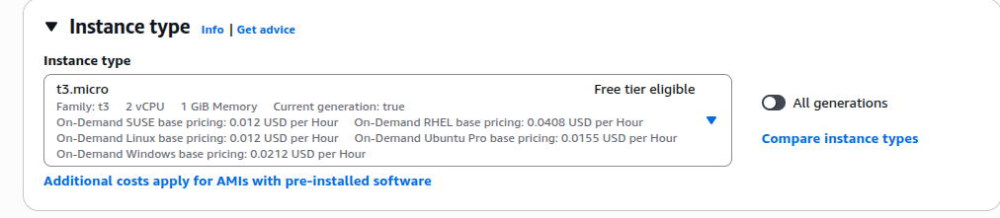 Instance type Info | Get advice
Instance type
t3.micro Free tier eligible
Family: t3 2 vCPU 1 GiB Memory Current generation: true
On-Demand SUSE base pricing: 0.012 USD per Hour On-Demand RHEL base pricing: 0.0408 USD per Hour
On-Demand Linux base pricing: 0.012 USD per Hour On-Demand Ubuntu Pro base pricing: 0.0155 USD per Hour
On-Demand Windows base pricing: 0.0212 USD per Hour
All generations
Compare instance types
Additional costs apply for AMIs with pre-installed software